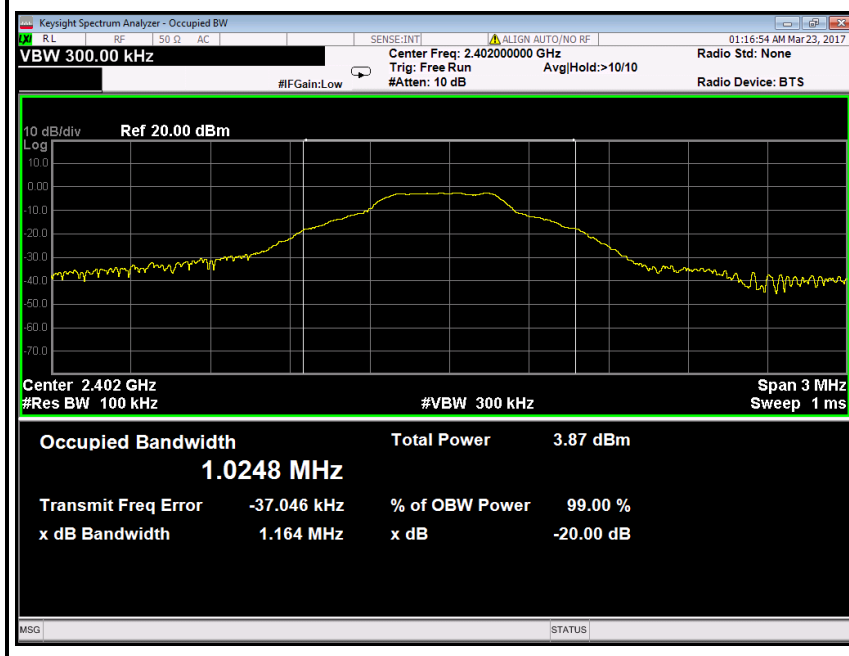 Keysight Spectrum Analyzer - Occupied BW
LXI RL RF 50 Ω AC SENSE:INT ALIGN AUTO/NO RF 01:16:54 AM Mar 23, 2017
VBW 300.00 kHz
Center Freq: 2.402000000 GHz
Radio Std: None
Trig: Free Run
Avg|Hold:>10/10
#IFGain:Low
#Atten: 10 dB
Radio Device: BTS
10 dB/div
Ref 20.00 dBm
Log
10.0
0.00
-10.0
-20.0
-30.0
-40.0
-50.0
-60.0
-70.0
Center 2.402 GHz
Span 3 MHz
#Res BW 100 kHz
#VBW 300 kHz
Sweep 1 ms
Occupied Bandwidth
1.0248 MHz
Total Power 3.87 dBm
Transmit Freq Error -37.046 kHz
% of OBW Power 99.00 %
x dB Bandwidth 1.164 MHz
x dB -20.00 dB
MSG
STATUS